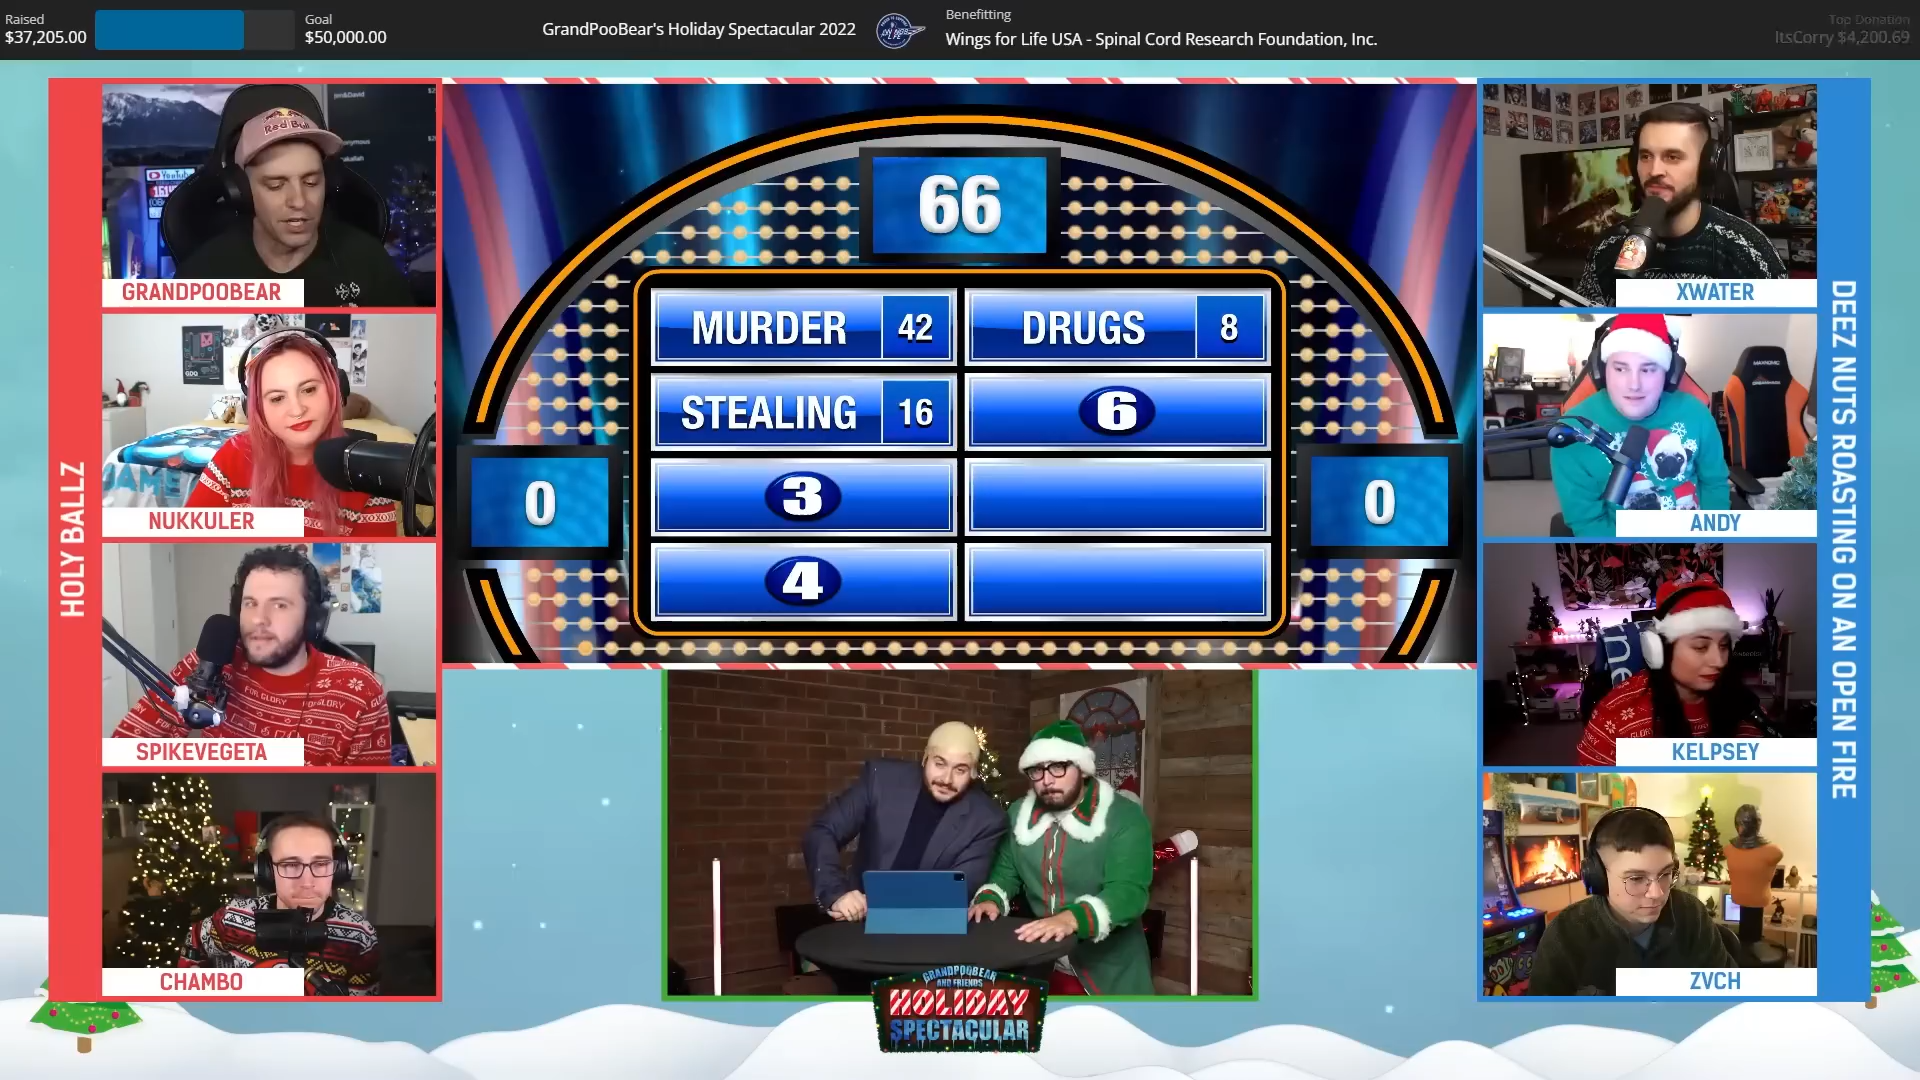 Raised
$37,205.00
Goal
$50,000.00
GrandPooBear's Holiday Spectacular 2022
Benefitting
Wings for Life USA - Spinal Cord Research Foundation, Inc.
Top Donation
ItsCorry $4,200.69
HOLY BALLZ
Red Bull
YouTube
GRANDPOOBEAR
NUKKULER
SPIKEVEGETA
CHAMBO
66
MURDER 42
DRUGS 8
STEALING 16
6
3
4
0
0
XWATER
ANDY
KELPSEY
ZVCH
DEEZ NUTS ROASTING ON AN OPEN FIRE
GRANDPOOBEAR
AND FRIENDS
HOLIDAY
SPECTACULAR